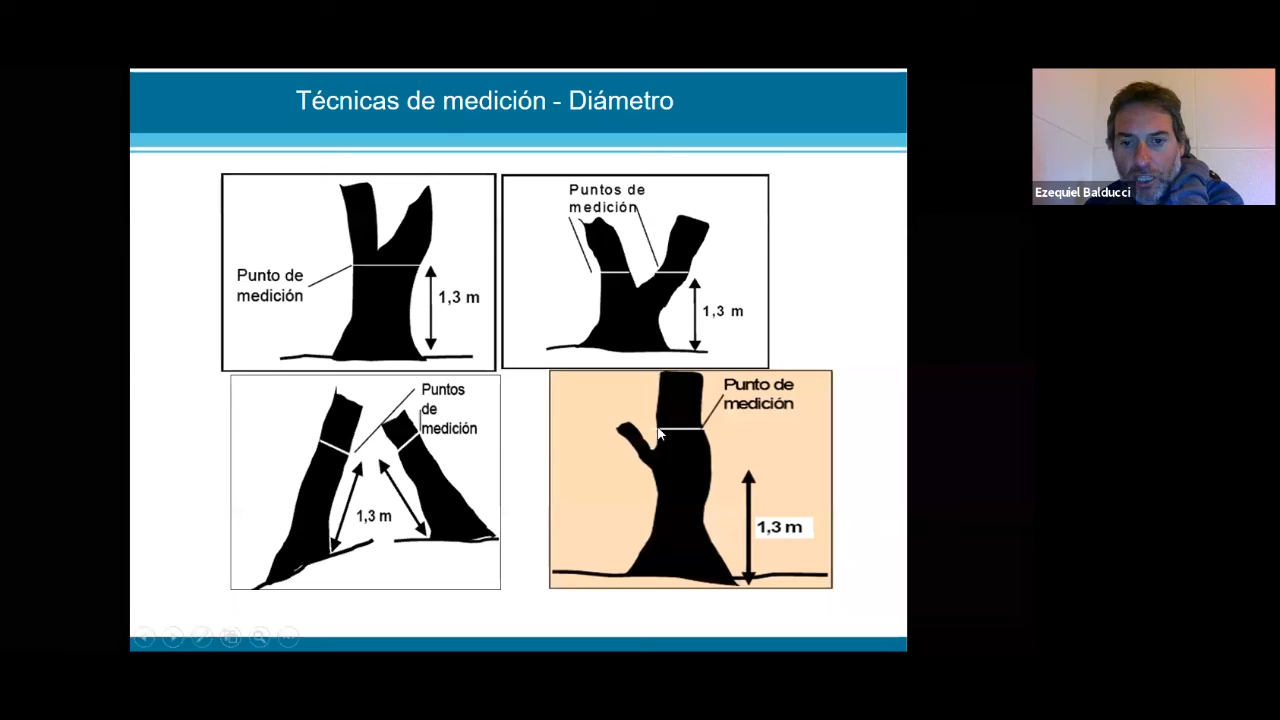 Técnicas de medición - Diámetro
Ezequiel Balducci
Punto de
medición
1,3 m
Puntos de
medición
1,3 m
Puntos
de
medición
1,3 m
Punto de
medición
1,3 m